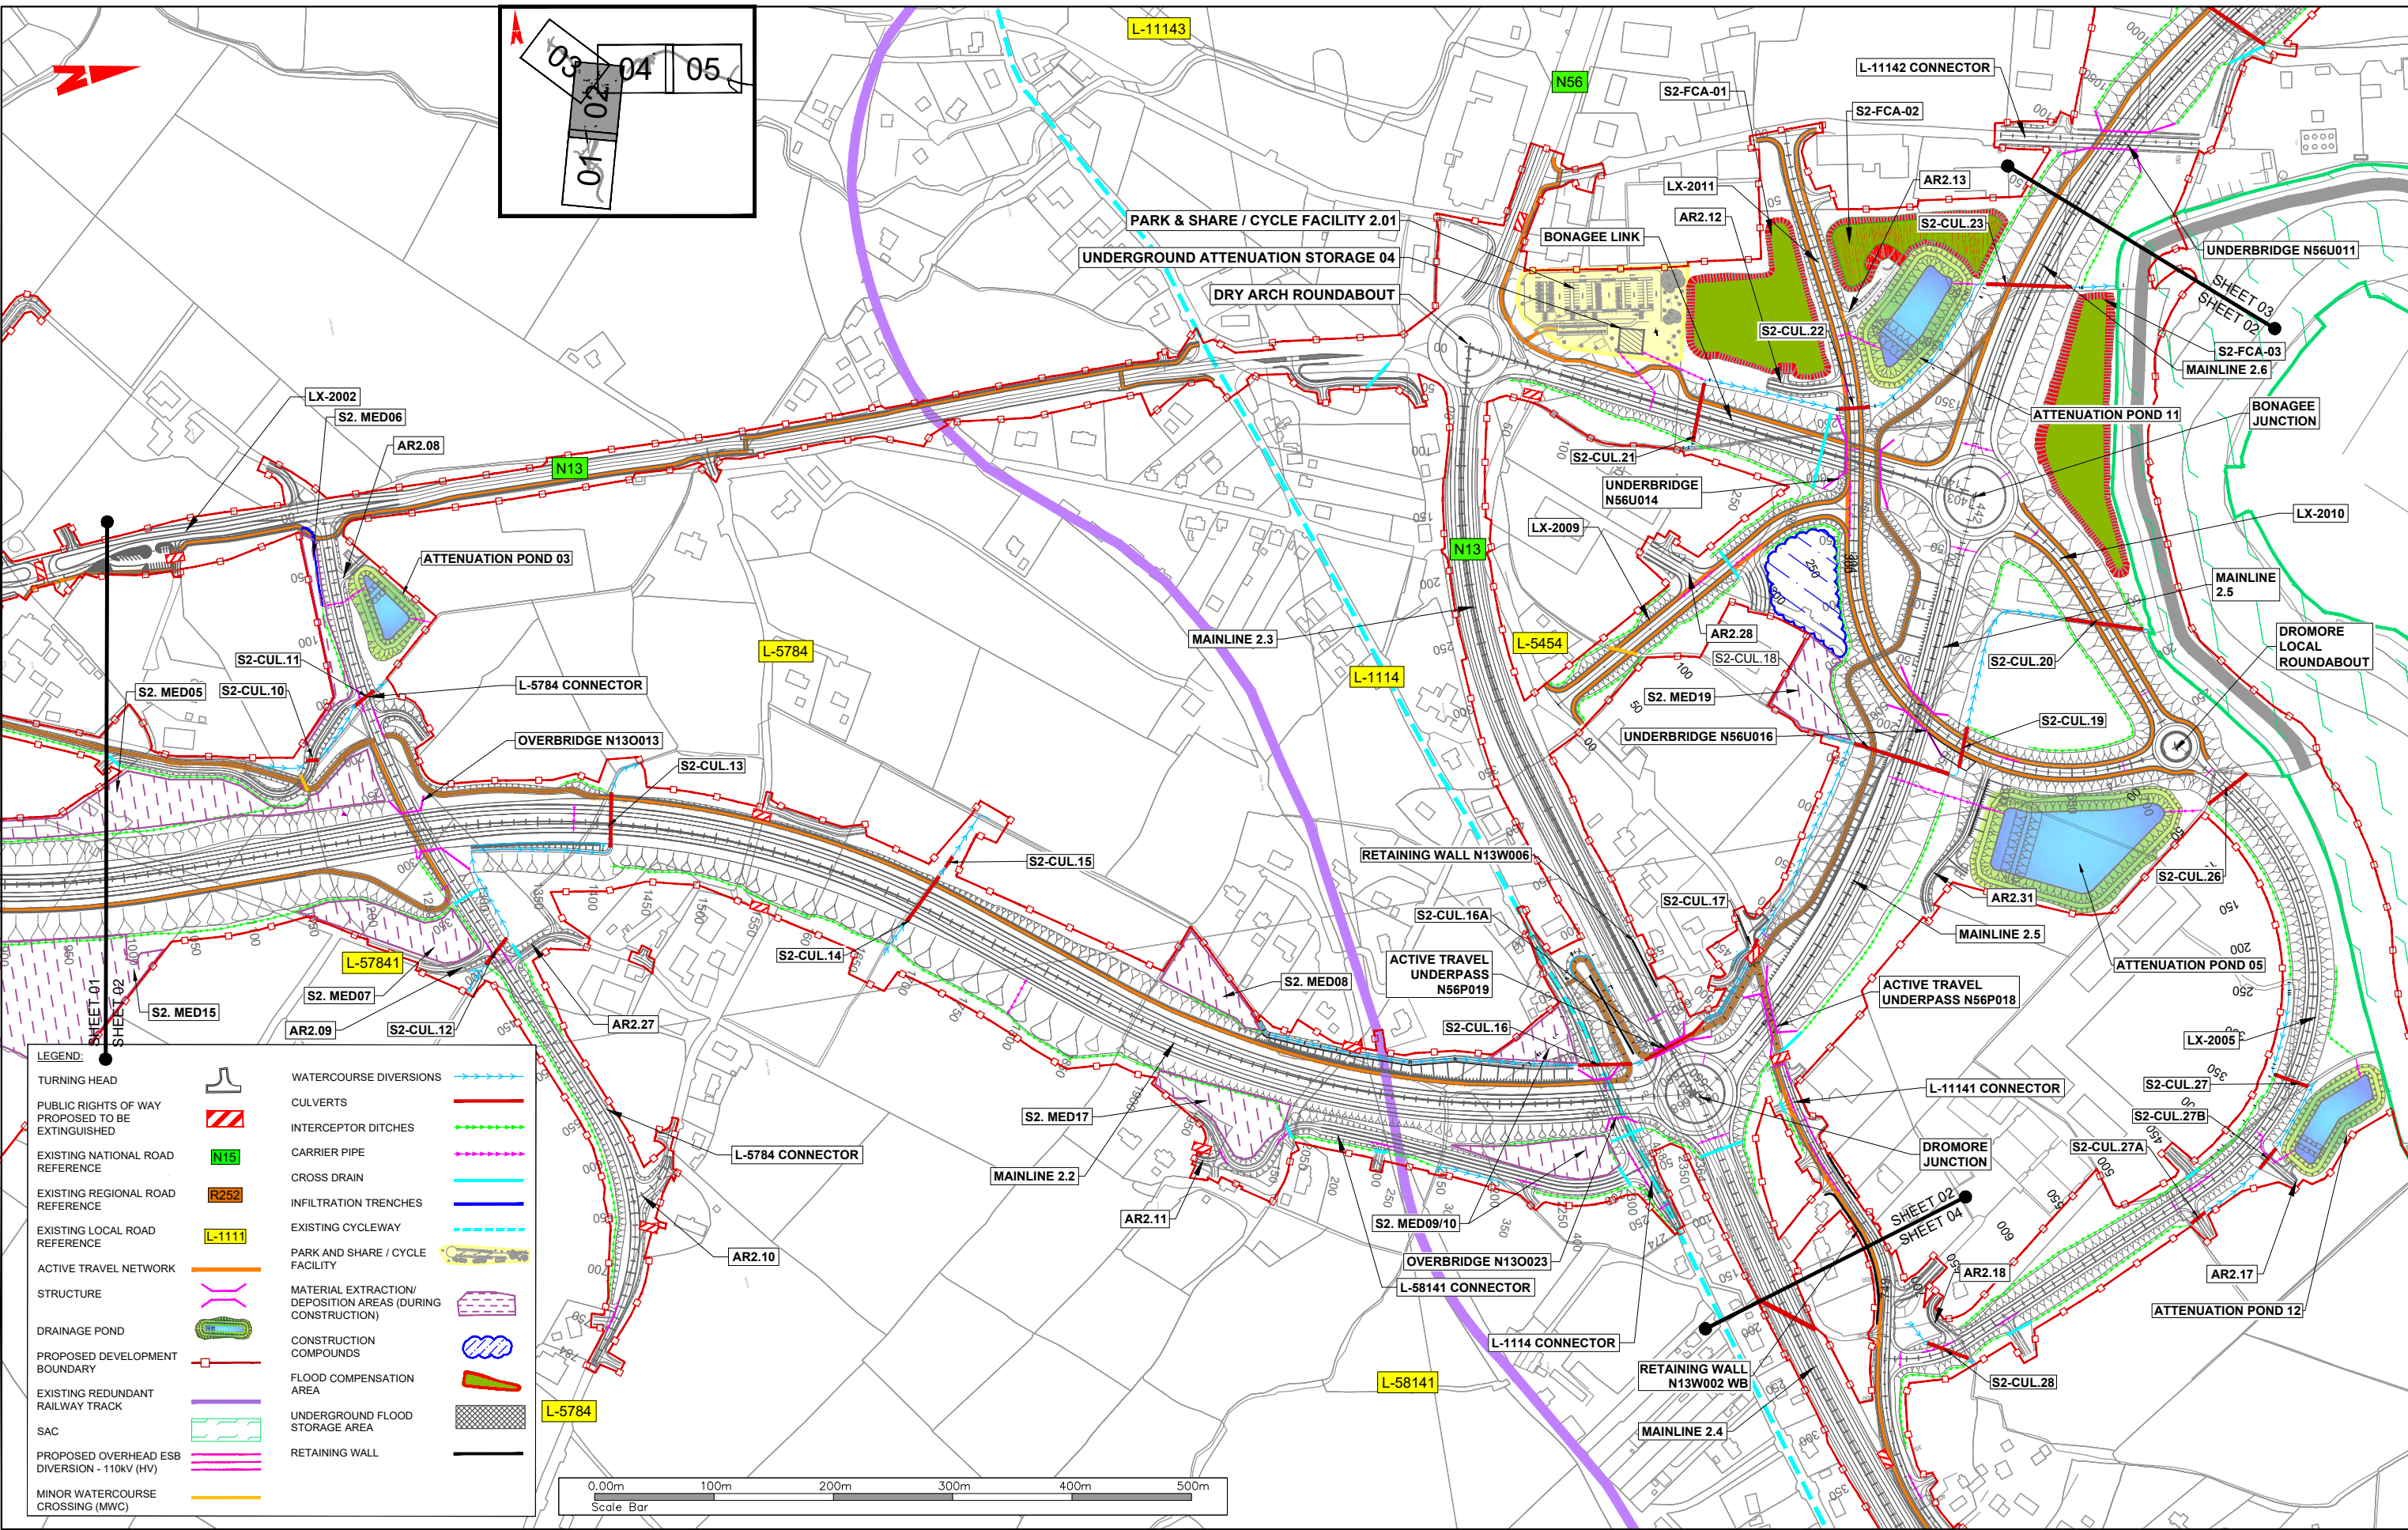 L-11143
N56
L-11142 CONNECTOR
S2-FCA-01
S2-FCA-02
03
04
05
02
01
N
LX-2011
AR2.13
AR2.12
S2-CUL.23
PARK & SHARE / CYCLE FACILITY 2.01
BONAGEE LINK
UNDERBRIDGE N56U011
UNDERGROUND ATTENUATION STORAGE 04
SHEET 03
SHEET 02
DRY ARCH ROUNDABOUT
S2-CUL.22
S2-FCA-03
MAINLINE 2.6
LX-2002
S2. MED06
ATTENUATION POND 11
BONAGEE
JUNCTION
AR2.08
N13
S2-CUL.21
UNDERBRIDGE
N56U014
LX-2009
LX-2010
N13
ATTENUATION POND 03
MAINLINE
2.5
MAINLINE 2.3
L-5454
AR2.28
L-5784
S2-CUL.18
S2-CUL.20
DROMORE
LOCAL
ROUNDABOUT
S2-CUL.11
L-1114
S2. MED05
S2-CUL.10
L-5784 CONNECTOR
S2. MED19
S2-CUL.19
OVERBRIDGE N13O013
UNDERBRIDGE N56U016
S2-CUL.13
RETAINING WALL N13W006
S2-CUL.15
S2-CUL.26
S2-CUL.17
AR2.31
S2-CUL.16A
MAINLINE 2.5
S2-CUL.14
L-57841
ACTIVE TRAVEL
UNDERPASS
N56P019
ATTENUATION POND 05
S2. MED07
S2. MED08
ACTIVE TRAVEL
UNDERPASS N56P018
S2. MED15
SHEET 01
SHEET 02
AR2.09
S2-CUL.12
AR2.27
S2-CUL.16
LX-2005
S2-CUL.27
L-11141 CONNECTOR
S2. MED17
S2-CUL.27B
S2-CUL.27A
L-5784 CONNECTOR
DROMORE
JUNCTION
MAINLINE 2.2
SHEET 02
SHEET 04
AR2.11
S2. MED09/10
AR2.10
OVERBRIDGE N13O023
AR2.18
AR2.17
L-58141 CONNECTOR
ATTENUATION POND 12
L-1114 CONNECTOR
RETAINING WALL
N13W002 WB
L-58141
S2-CUL.28
L-5784
MAINLINE 2.4
LEGEND:
TURNING HEAD
PUBLIC RIGHTS OF WAY
PROPOSED TO BE
EXTINGUISHED
EXISTING NATIONAL ROAD
REFERENCE
N15
EXISTING REGIONAL ROAD
REFERENCE
R252
EXISTING LOCAL ROAD
REFERENCE
L-1111
ACTIVE TRAVEL NETWORK
STRUCTURE
DRAINAGE POND
PROPOSED DEVELOPMENT
BOUNDARY
EXISTING REDUNDANT
RAILWAY TRACK
SAC
PROPOSED OVERHEAD ESB
DIVERSION - 110kV (HV)
MINOR WATERCOURSE
CROSSING (MWC)
WATERCOURSE DIVERSIONS
CULVERTS
INTERCEPTOR DITCHES
CARRIER PIPE
CROSS DRAIN
INFILTRATION TRENCHES
EXISTING CYCLEWAY
PARK AND SHARE / CYCLE
FACILITY
MATERIAL EXTRACTION/
DEPOSITION AREAS (DURING
CONSTRUCTION)
CONSTRUCTION
COMPOUNDS
FLOOD COMPENSATION
AREA
UNDERGROUND FLOOD
STORAGE AREA
RETAINING WALL
0.00m 100m 200m 300m 400m 500m
Scale Bar